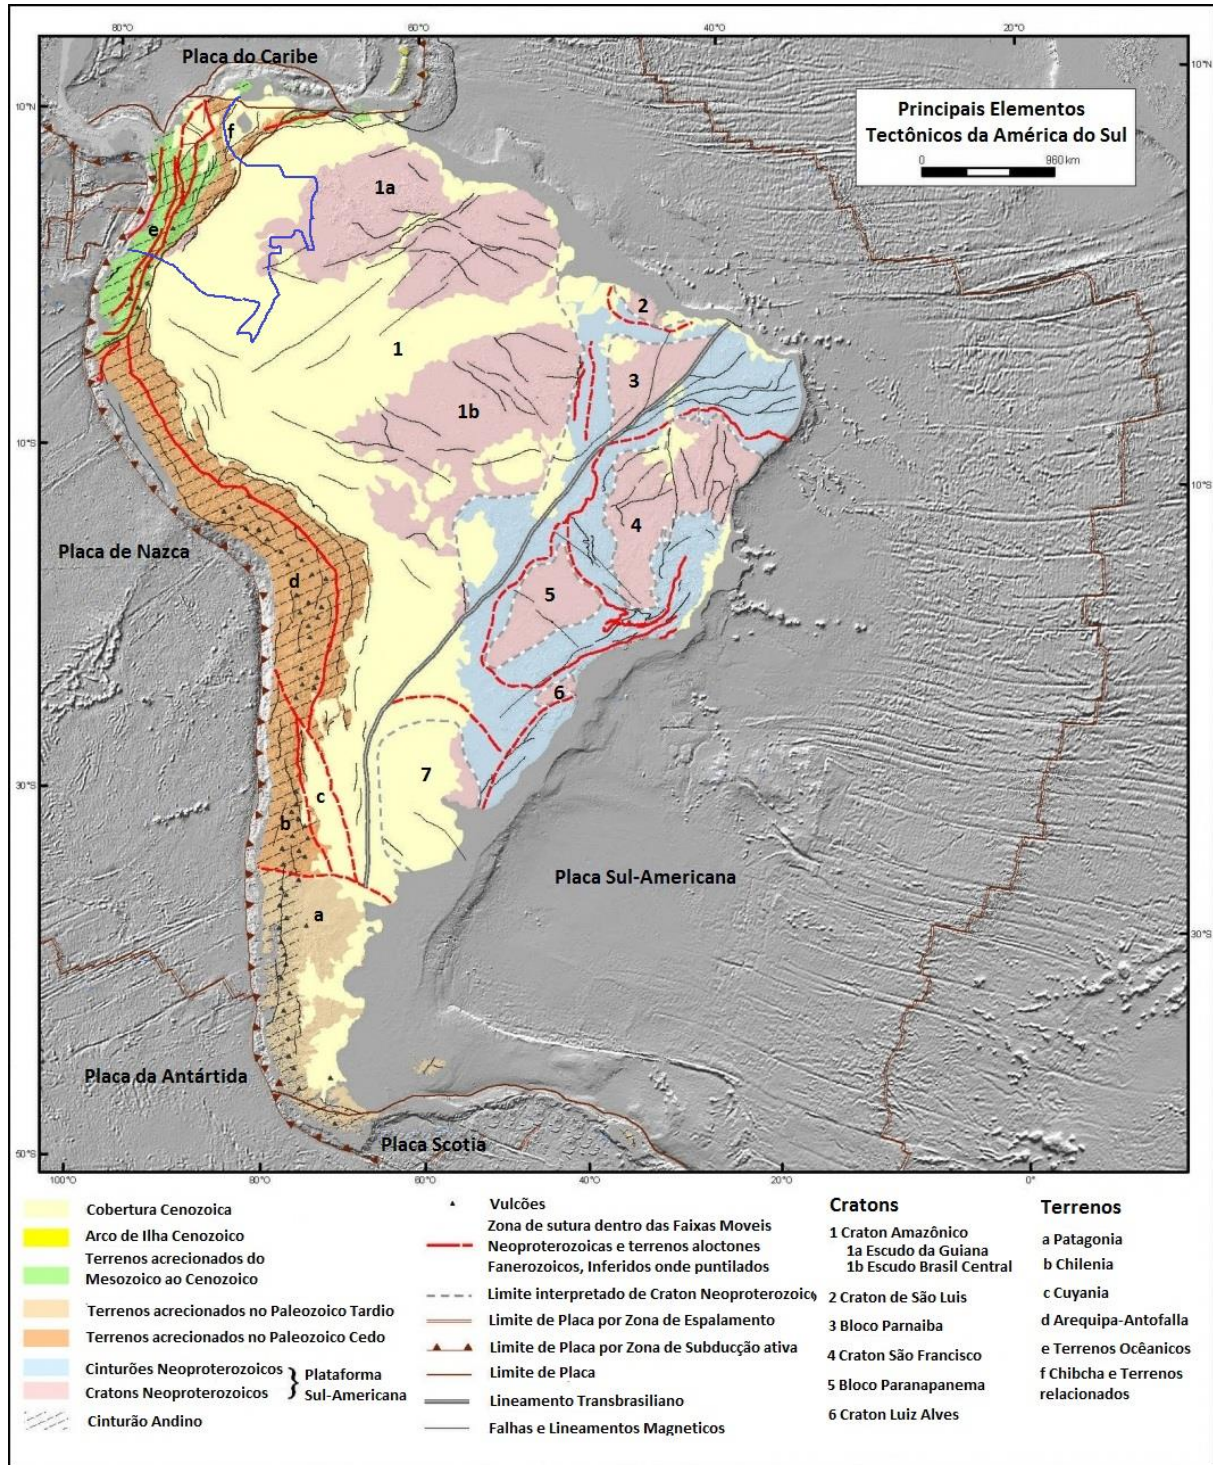 80°O
60°O
40°O
20°O
Placa do Caribe
10°N
10°N
Principais Elementos
Tectônicos da América do Sul
0
960 km
f
1a
e
2
1
3
1b
10°S
10°S
4
Placa de Nazca
d
5
6
7
30°S
c
b
Placa Sul-Americana
a
30°S
Placa da Antártida
Placa Scotia
50°S
100°O
80°O
60°O
40°O
20°O
0°
Cobertura Cenozoica
Arco de Ilha Cenozoico
Terrenos acrecionados do
Mesozoico ao Cenozoico
Terrenos acrecionados no Paleozoico Tardio
Terrenos acrecionados no Paleozoico Cedo
Cinturões Neoproterozoicos
Cratons Neoproterozoicos
} Plataforma
Sul-Americana
Cinturão Andino
Vulcões
Zona de sutura dentro das Faixas Moveis
Neoproterozoicas e terrenos aloctones
Fanerozoicos, Inferidos onde puntilados
Limite interpretado de Craton Neoproterozoico
Limite de Placa por Zona de Espalamento
Limite de Placa por Zona de Subducção ativa
Limite de Placa
Lineamento Transbrasiliano
Falhas e Lineamentos Magneticos
Cratons
1 Craton Amazônico
1a Escudo da Guiana
1b Escudo Brasil Central
2 Craton de São Luis
3 Bloco Parnaiba
4 Craton São Francisco
5 Bloco Paranapanema
6 Craton Luiz Alves
Terrenos
a Patagonia
b Chilenia
c Cuyania
d Arequipa-Antofalla
e Terrenos Ocêanicos
f Chibcha e Terrenos
relacionados